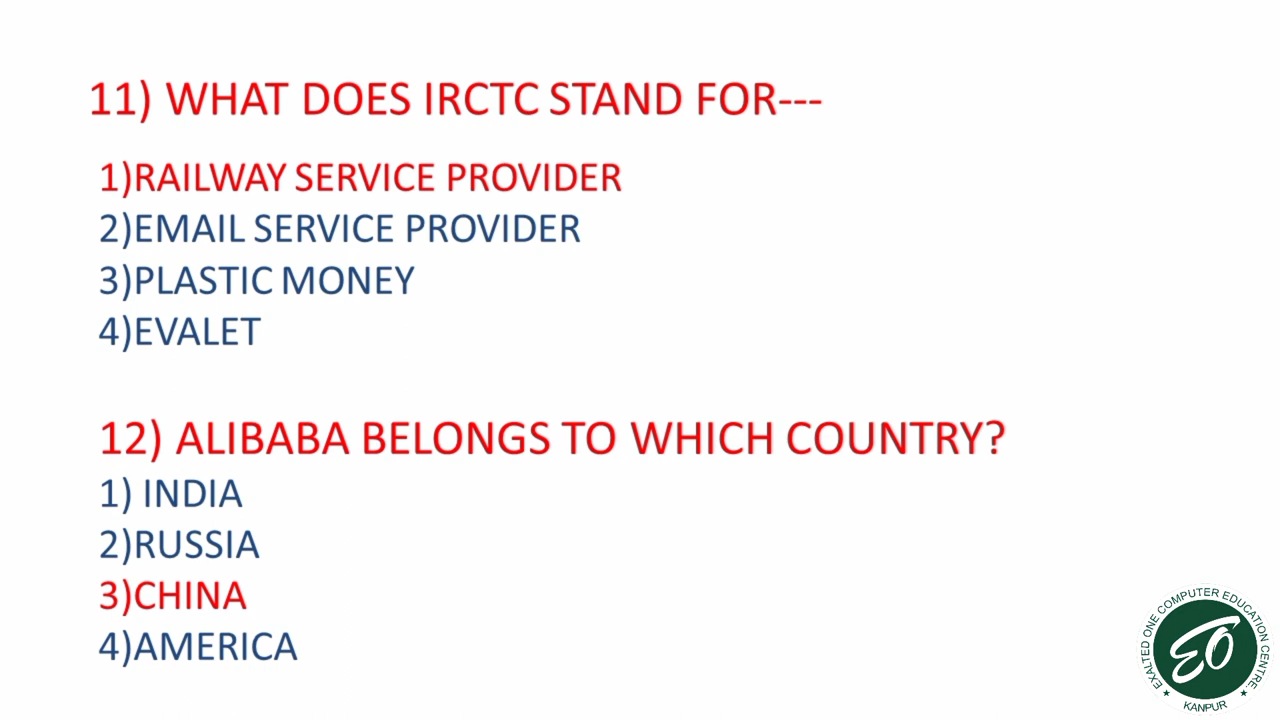 11) WHAT DOES IRCTC STAND FOR---
1)RAILWAY SERVICE PROVIDER
2)EMAIL SERVICE PROVIDER
3)PLASTIC MONEY
4)EVALET
12) ALIBABA BELONGS TO WHICH COUNTRY?
1) INDIA
2)RUSSIA
3)CHINA
4)AMERICA
EXALTED ONE COMPUTER EDUCATION CENTRE.
EO
★ KANPUR ★